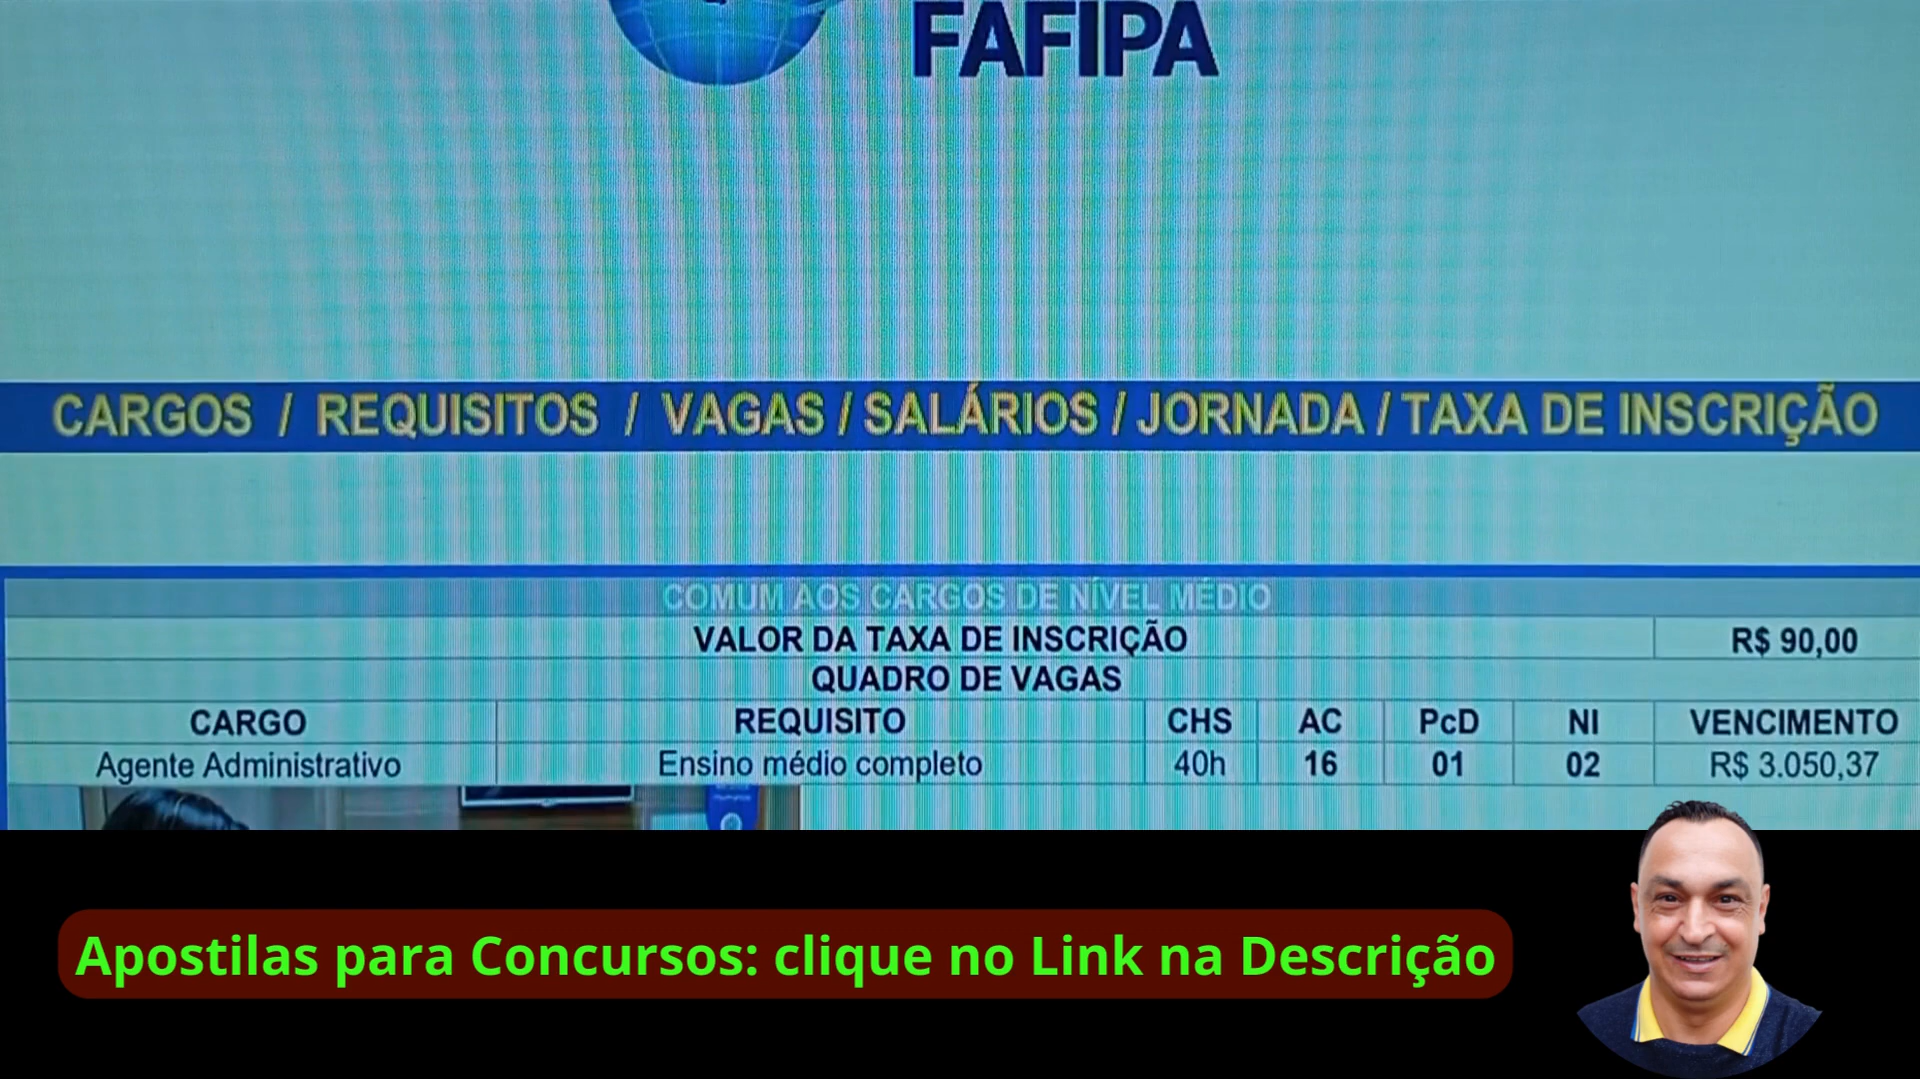 FAFIPA
CARGOS / REQUISITOS / VAGAS / SALÁRIOS / JORNADA / TAXA DE INSCRIÇÃO
COMUM AOS CARGOS DE NÍVEL MÉDIO
VALOR DA TAXA DE INSCRIÇÃO R$ 90,00
QUADRO DE VAGAS
CARGO REQUISITO CHS AC PcD NI VENCIMENTO
Agente Administrativo Ensino médio completo 40h 16 01 02 R$ 3.050,37
Apostilas para Concursos: clique no Link na Descrição